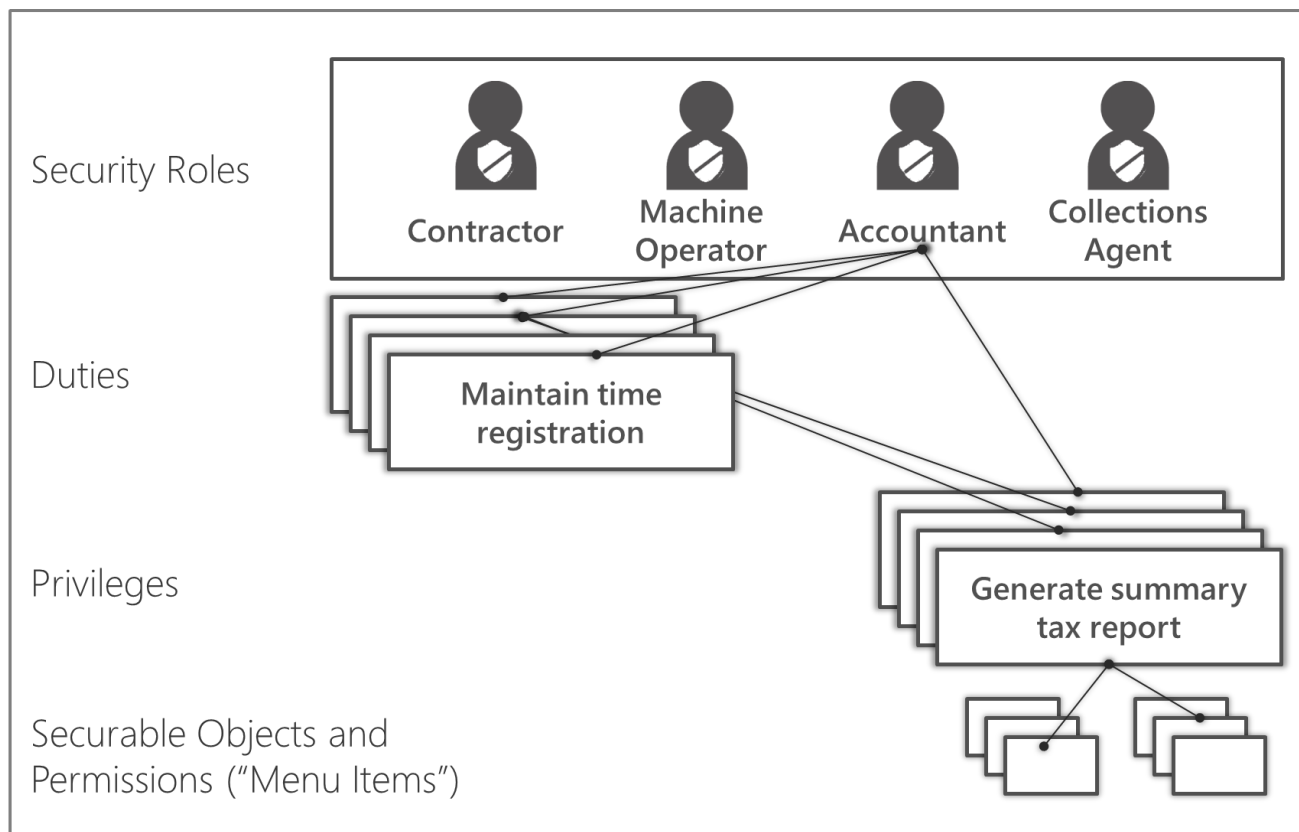 Security Roles
Contractor
Machine
Operator
Accountant
Collections
Agent
Duties
Maintain time
registration
Privileges
Generate summary
tax report
Securable Objects and
Permissions (“Menu Items”)